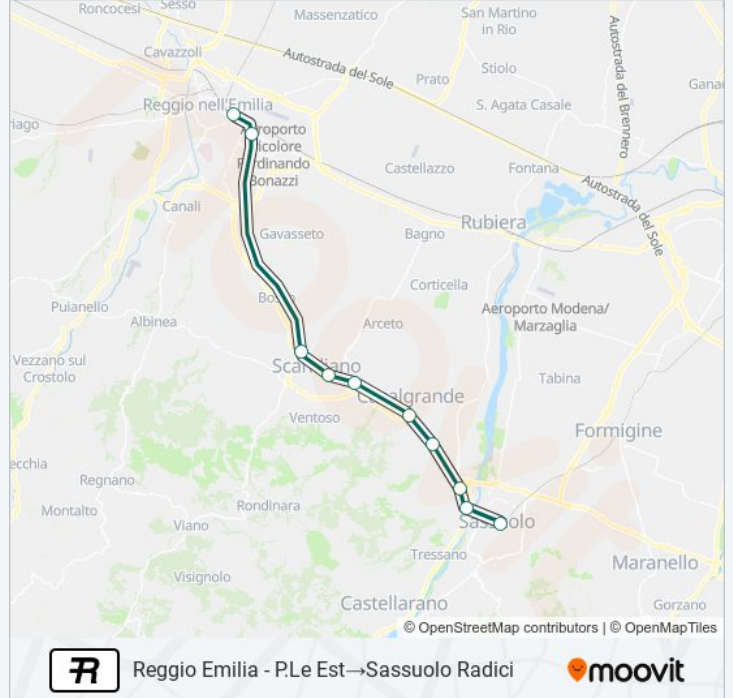 Roncocesi
Sesso
Massenzatico
San Martino
in Rio
Cavazzoli
Autostrada del Sole
Autostrada del Brennero
Prato
Stiolo
Reggio nell'Emilia
S. Agata Casale
Castellazzo
Fontana
Autostrada del Sole
Canali
Rubiera
Gavasseto
Bagno
Corticella
Puianello
Albinea
Arceto
Aeroporto Modena/
Marzaglia
Vezzano sul
Crostolo
Scandiano
Casalgrande
Tabina
Ventoso
Formigine
Regnano
Montalto
Rondinara
Viano
Sassuolo
Tressano
Maranello
Visignolo
Castellarano
Gorzano
© OpenStreetMap contributors | © OpenMapTiles
R
Reggio Emilia - P.Le Est→Sassuolo Radici
moovit